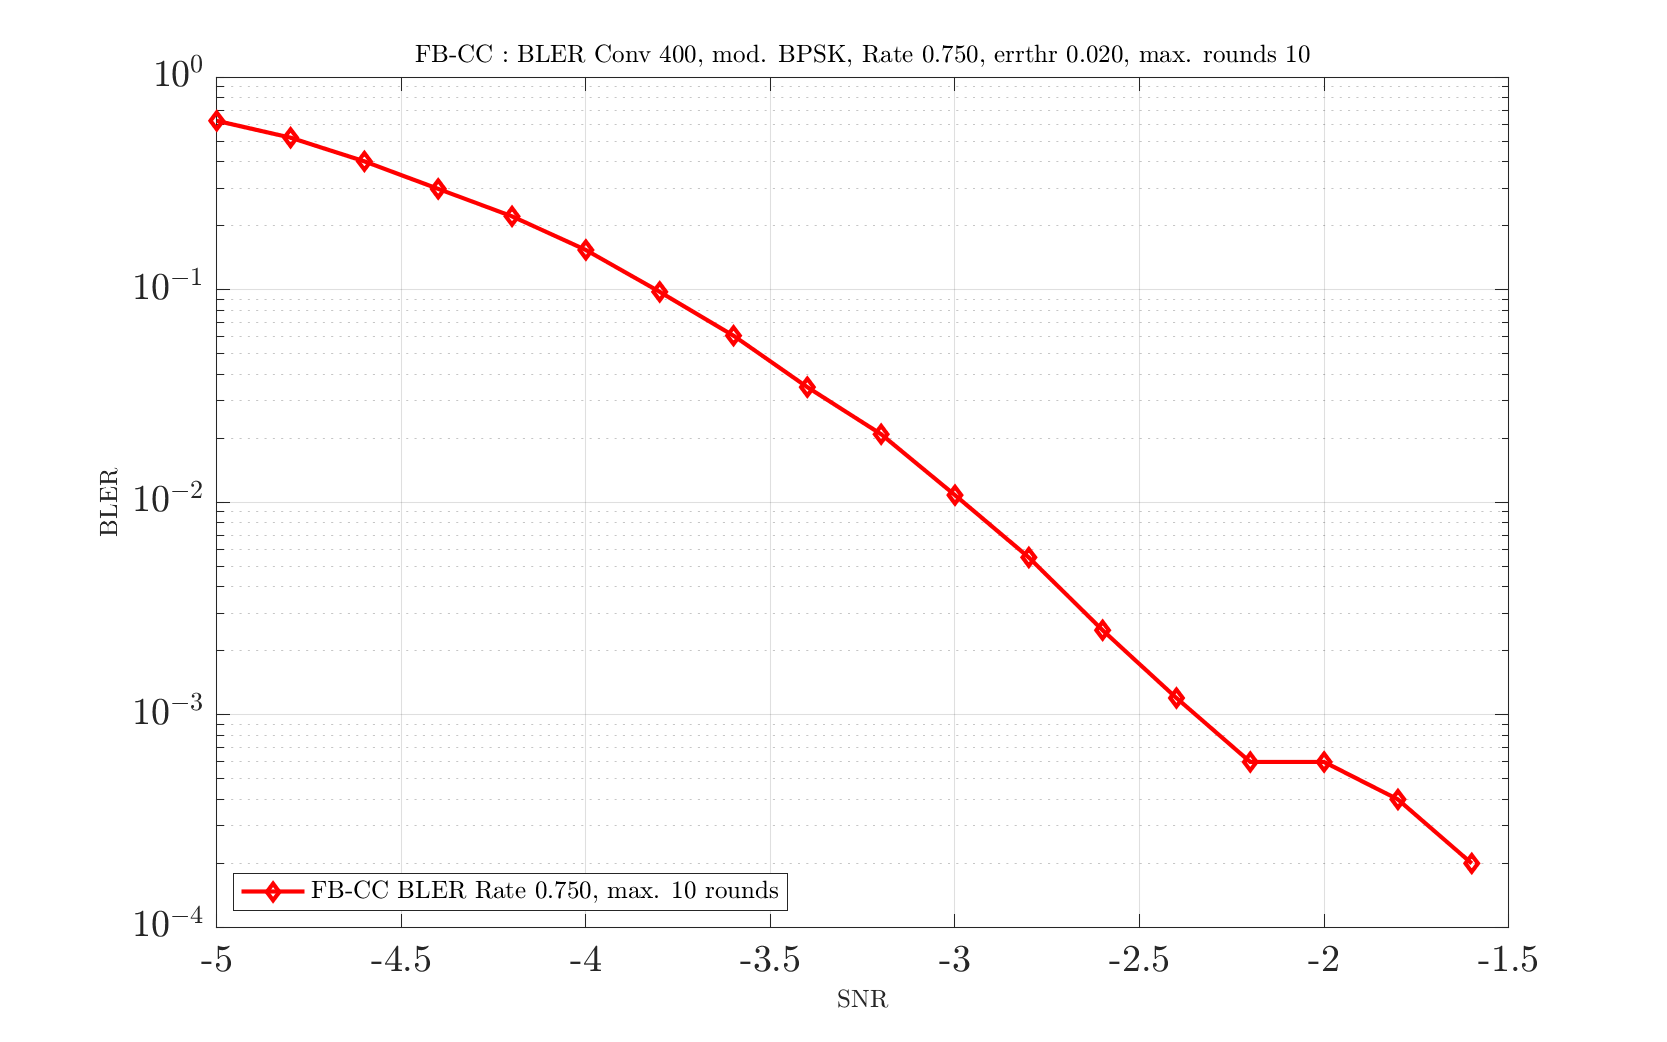 FB-CC : BLER Conv 400, mod. BPSK, Rate 0.750, errthr 0.020, max. rounds 10
10^0
10^-1
10^-2
10^-3
10^-4
BLER
FB-CC BLER Rate 0.750, max. 10 rounds
-5 -4.5 -4 -3.5 -3 -2.5 -2 -1.5
SNR